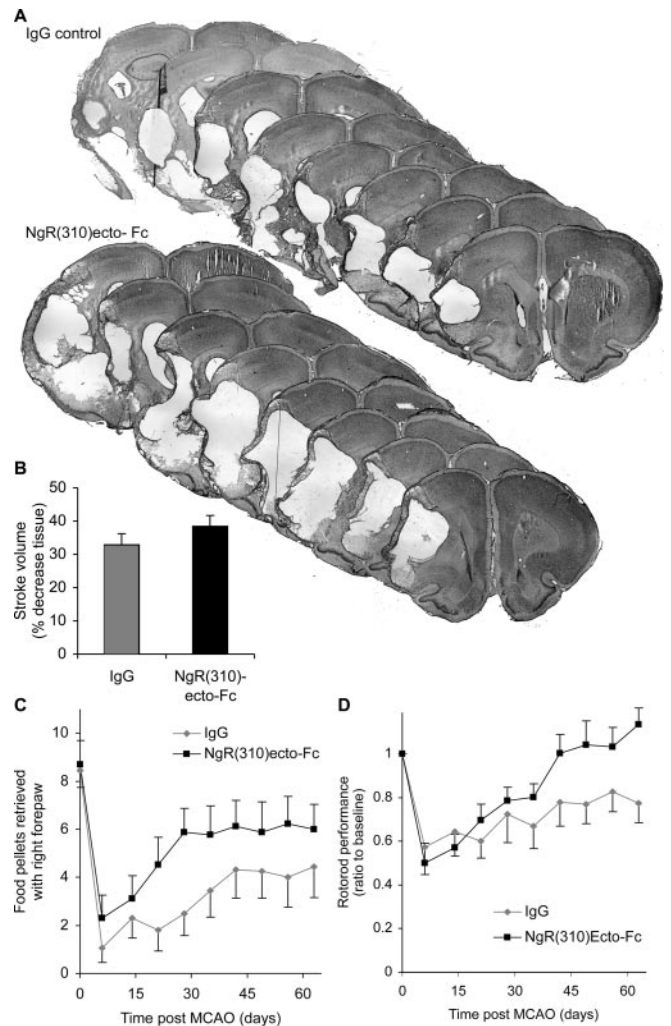 A
IgG control
NgR(310)ecto- Fc
B
50
40
30
20
10
0
Stroke volume
(% decrease tissue)
IgG
NgR(310)-
ecto-Fc
C
IgG
NgR(310)ecto-Fc
10
8
6
4
2
0
Food pellets retrieved
with right forepaw
0 15 30 45 60
Time post MCAO (days)
D
1
0.8
0.6
0.4
0.2
0
Rotorod performance
(ratio to baseline)
IgG
NgR(310)Ecto-Fc
0 15 30 45 60
Time post MCAO (days)